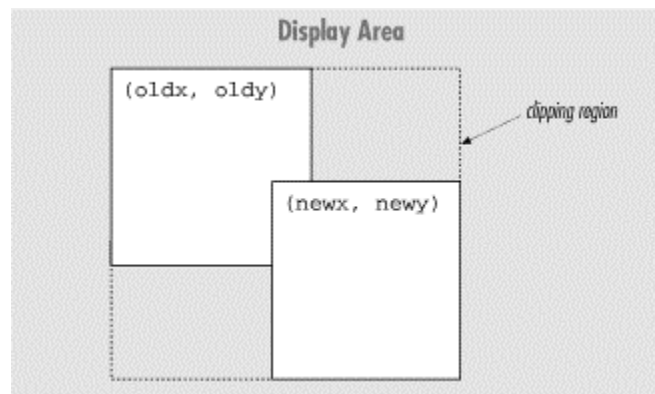 Display Area
(oldx, oldy)
clipping region
(newx, newy)